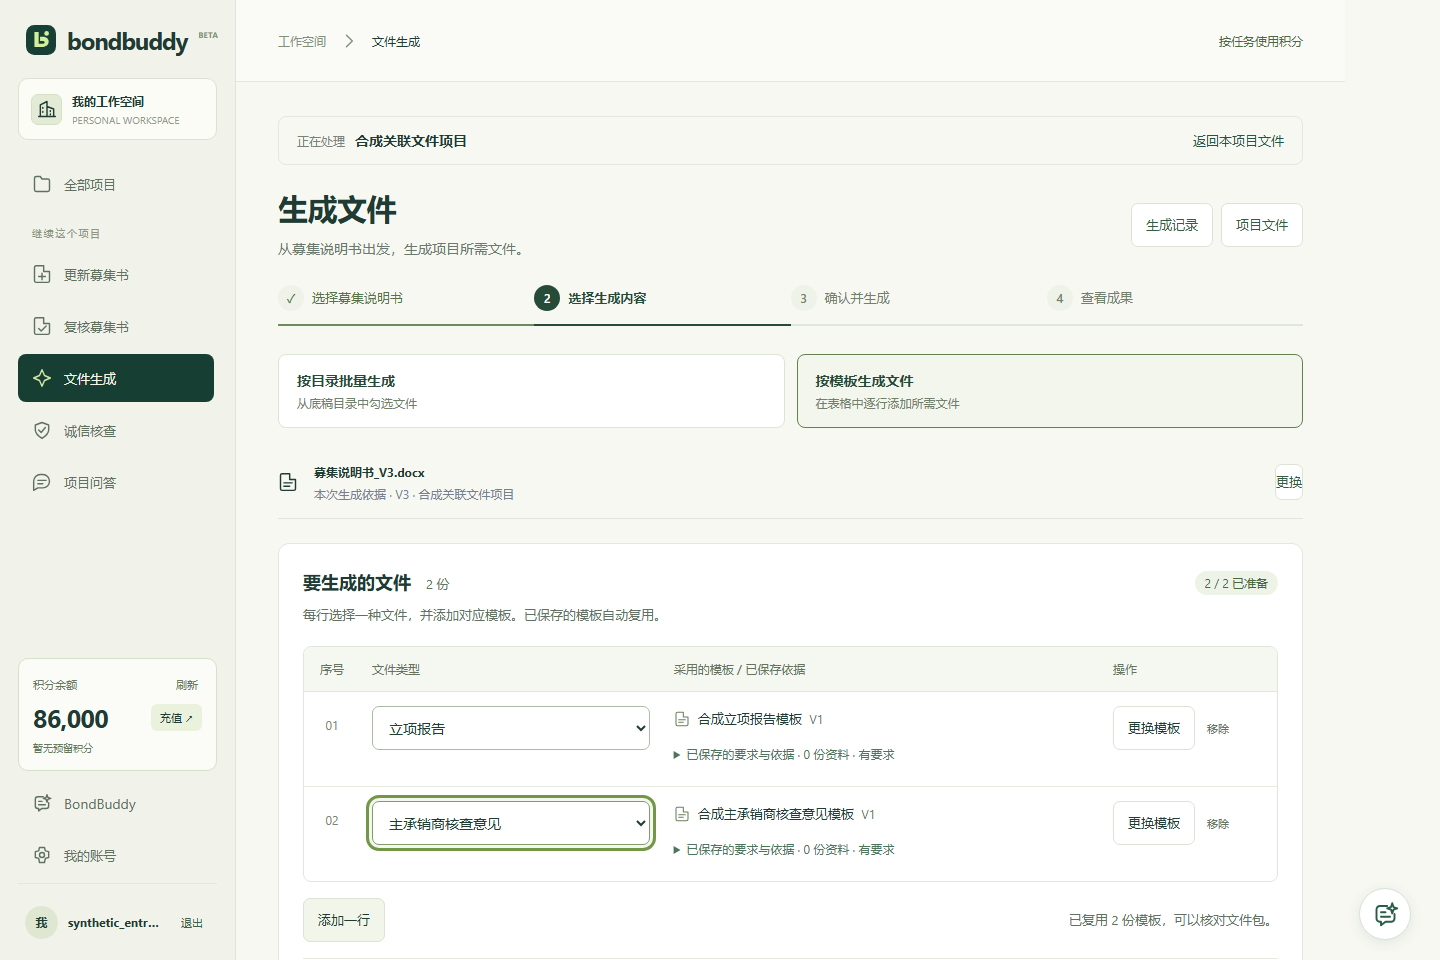 bondbuddy BETA
我的工作空间
PERSONAL WORKSPACE
全部项目
继续这个项目
更新募集书
复核募集书
文件生成
诚信核查
项目问答
积分余额 刷新
86,000 充值 ↗
暂无预留积分
BondBuddy
我的账号
我 synthetic_entr... 退出
工作空间 > 文件生成 按任务使用积分
正在处理 合成关联文件项目 返回本项目文件
生成文件
从募集说明书出发，生成项目所需文件。
生成记录 项目文件
✓ 选择募集说明书 2 选择生成内容 3 确认并生成 4 查看成果
按目录批量生成
从底稿目录中勾选文件
按模板生成文件
在表格中逐行添加所需文件
募集说明书_V3.docx
本次生成依据 · V3 · 合成关联文件项目
更换
要生成的文件 2 份 2 / 2 已准备
每行选择一种文件，并添加对应模板。已保存的模板自动复用。
序号 文件类型 采用的模板 / 已保存依据 操作
01 立项报告 合成立项报告模板 V1 更换模板 移除
▶ 已保存的要求与依据 · 0 份资料 · 有要求
02 主承销商核查意见 合成主承销商核查意见模板 V1 更换模板 移除
▶ 已保存的要求与依据 · 0 份资料 · 有要求
添加一行 已复用 2 份模板，可以核对文件包。